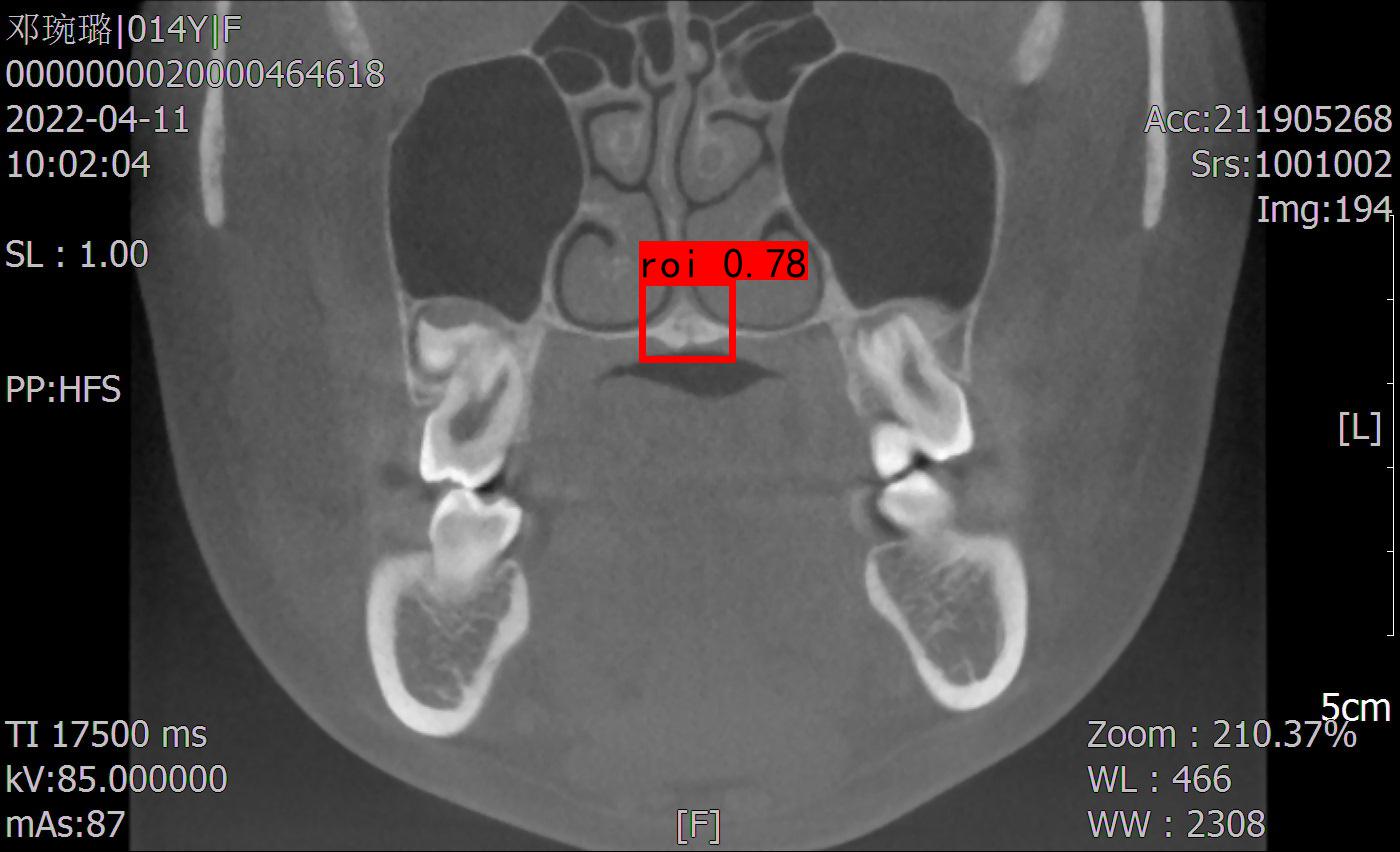 邓琬璐|014Y|F
0000000020000464618
2022-04-11
10:02:04
SL : 1.00
PP:HFS
Acc:211905268
Srs:1001002
Img:194
roi 0.78
[L]
5cm
TI 17500 ms
kV:85.000000
mAs:87
[F]
Zoom : 210.37%
WL : 466
WW : 2308